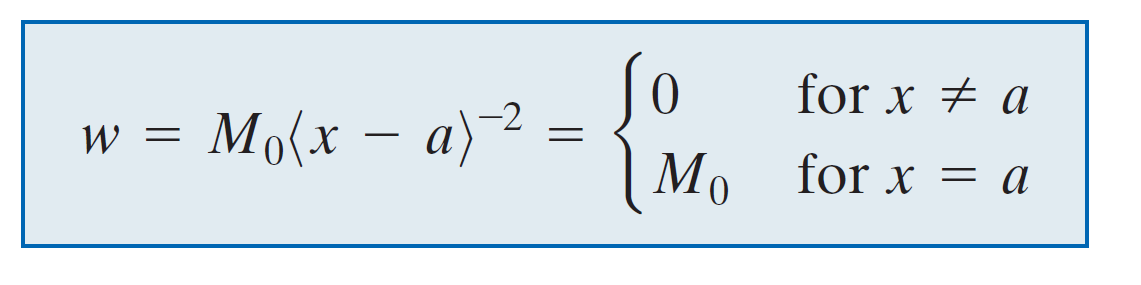 w = M₀⟨x − a⟩⁻² = { 0 for x ≠ a
M₀ for x = a